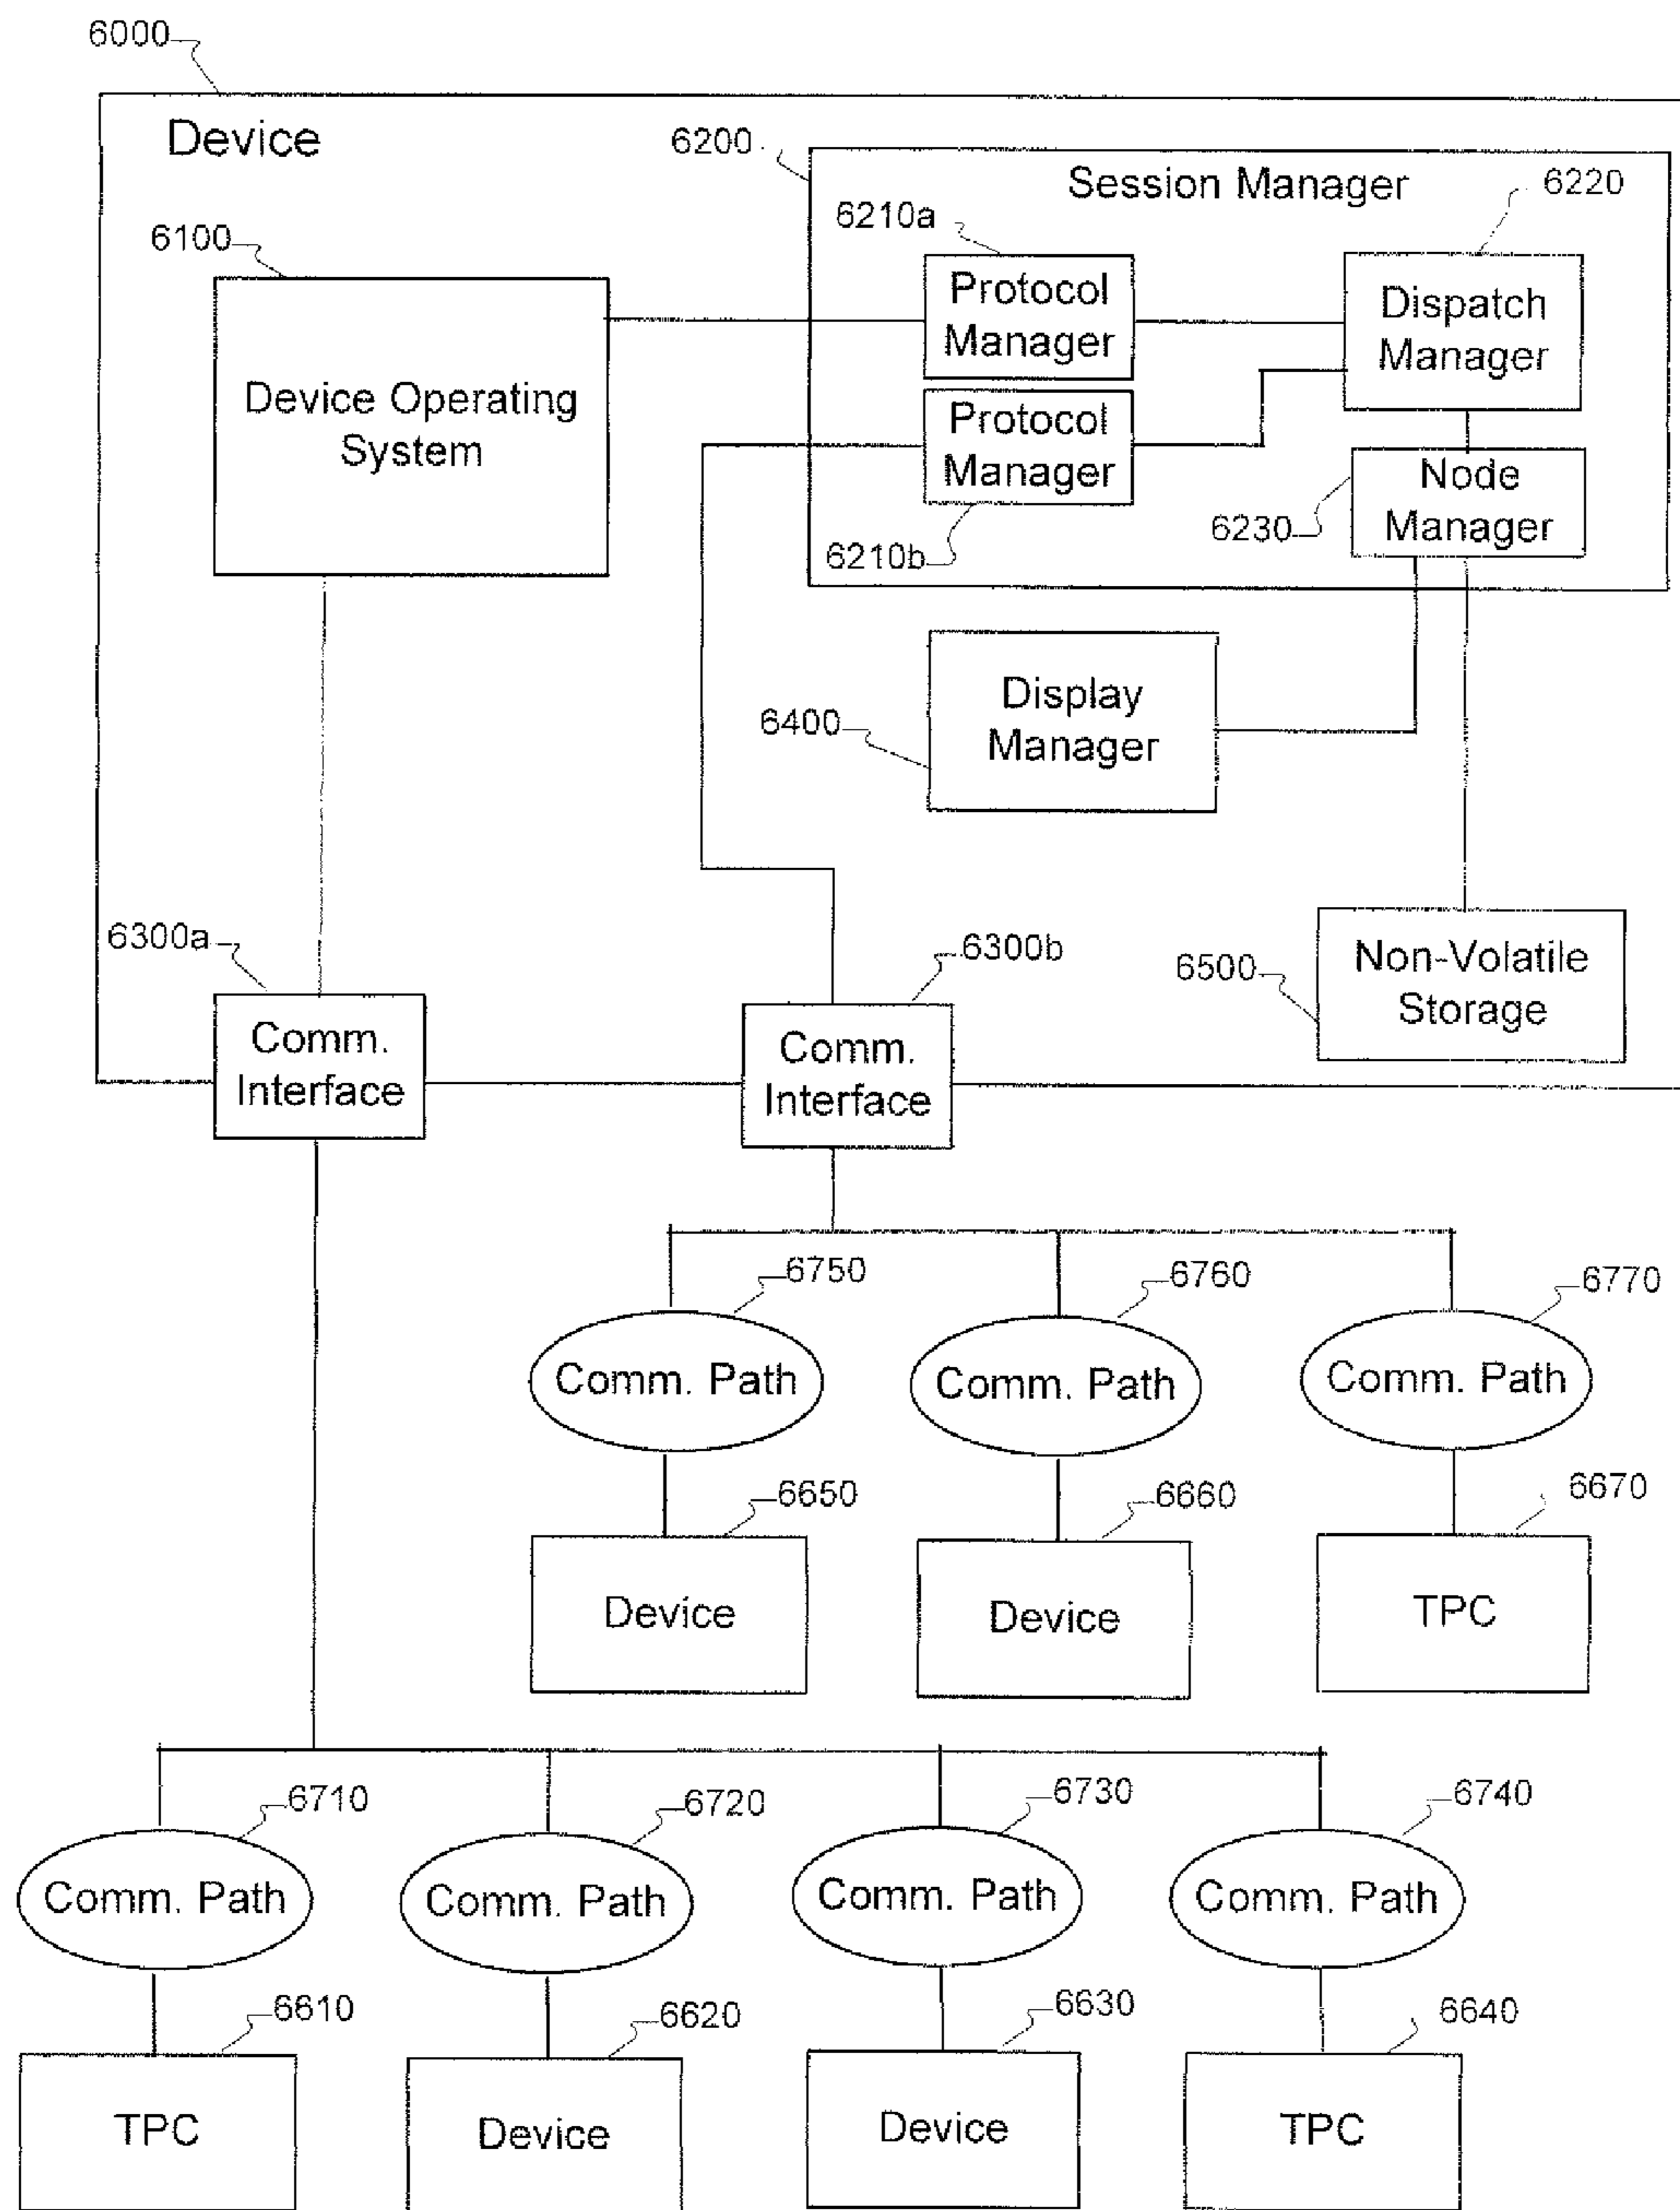 6000
Device
6200
Session Manager
6220
6210a
6100
Protocol
Manager
Dispatch
Manager
Device Operating
System
Protocol
Manager
Node
Manager
6230
6210b
Display
Manager
6400
6300a
6300b
6500
Non-Volatile
Storage
Comm.
Interface
Comm.
Interface
6750
6760
6770
Comm. Path
Comm. Path
Comm. Path
6650
6660
6670
Device
Device
TPC
6710
6720
6730
6740
Comm. Path
Comm. Path
Comm. Path
Comm. Path
6610
6620
6630
6640
TPC
Device
Device
TPC